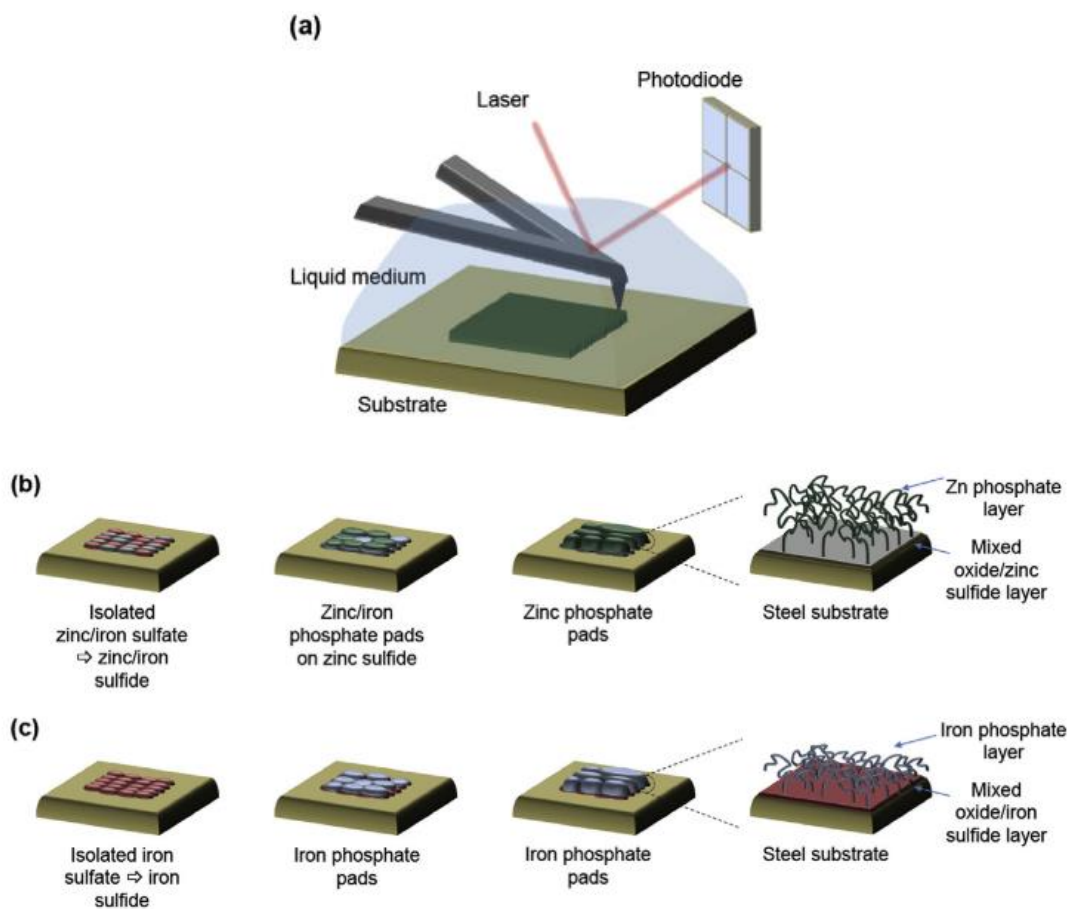 (a)
Photodiode
Laser
Liquid medium
Substrate
(b)
Zn phosphate
layer
Mixed
oxide/zinc
sulfide layer
Isolated
zinc/iron sulfate
⇨ zinc/iron
sulfide
Zinc/iron
phosphate pads
on zinc sulfide
Zinc phosphate
pads
Steel substrate
(c)
Iron phosphate
layer
Mixed
oxide/iron
sulfide layer
Isolated iron
sulfate ⇨ iron
sulfide
Iron phosphate
pads
Iron phosphate
pads
Steel substrate